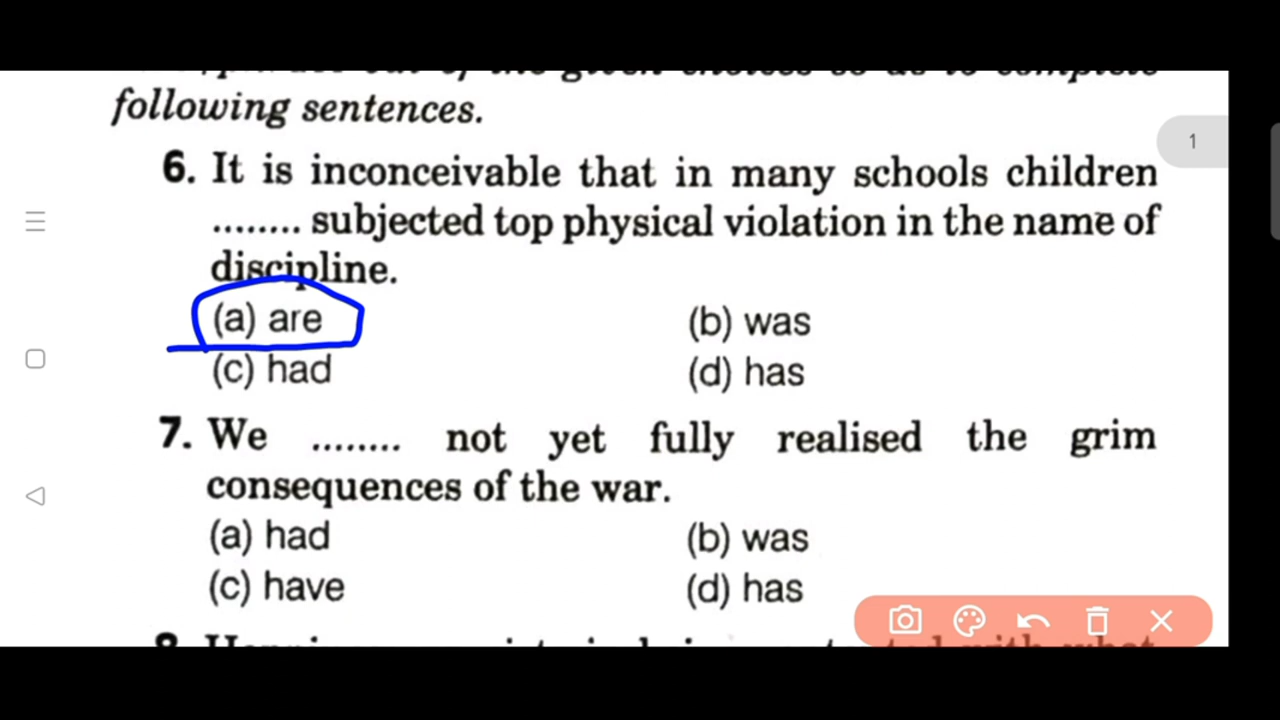 following sentences.
1
6. It is inconceivable that in many schools children
........ subjected top physical violation in the name of
discipline.
(a) are (b) was
(c) had (d) has
7. We ........ not yet fully realised the grim
consequences of the war.
(a) had (b) was
(c) have (d) has